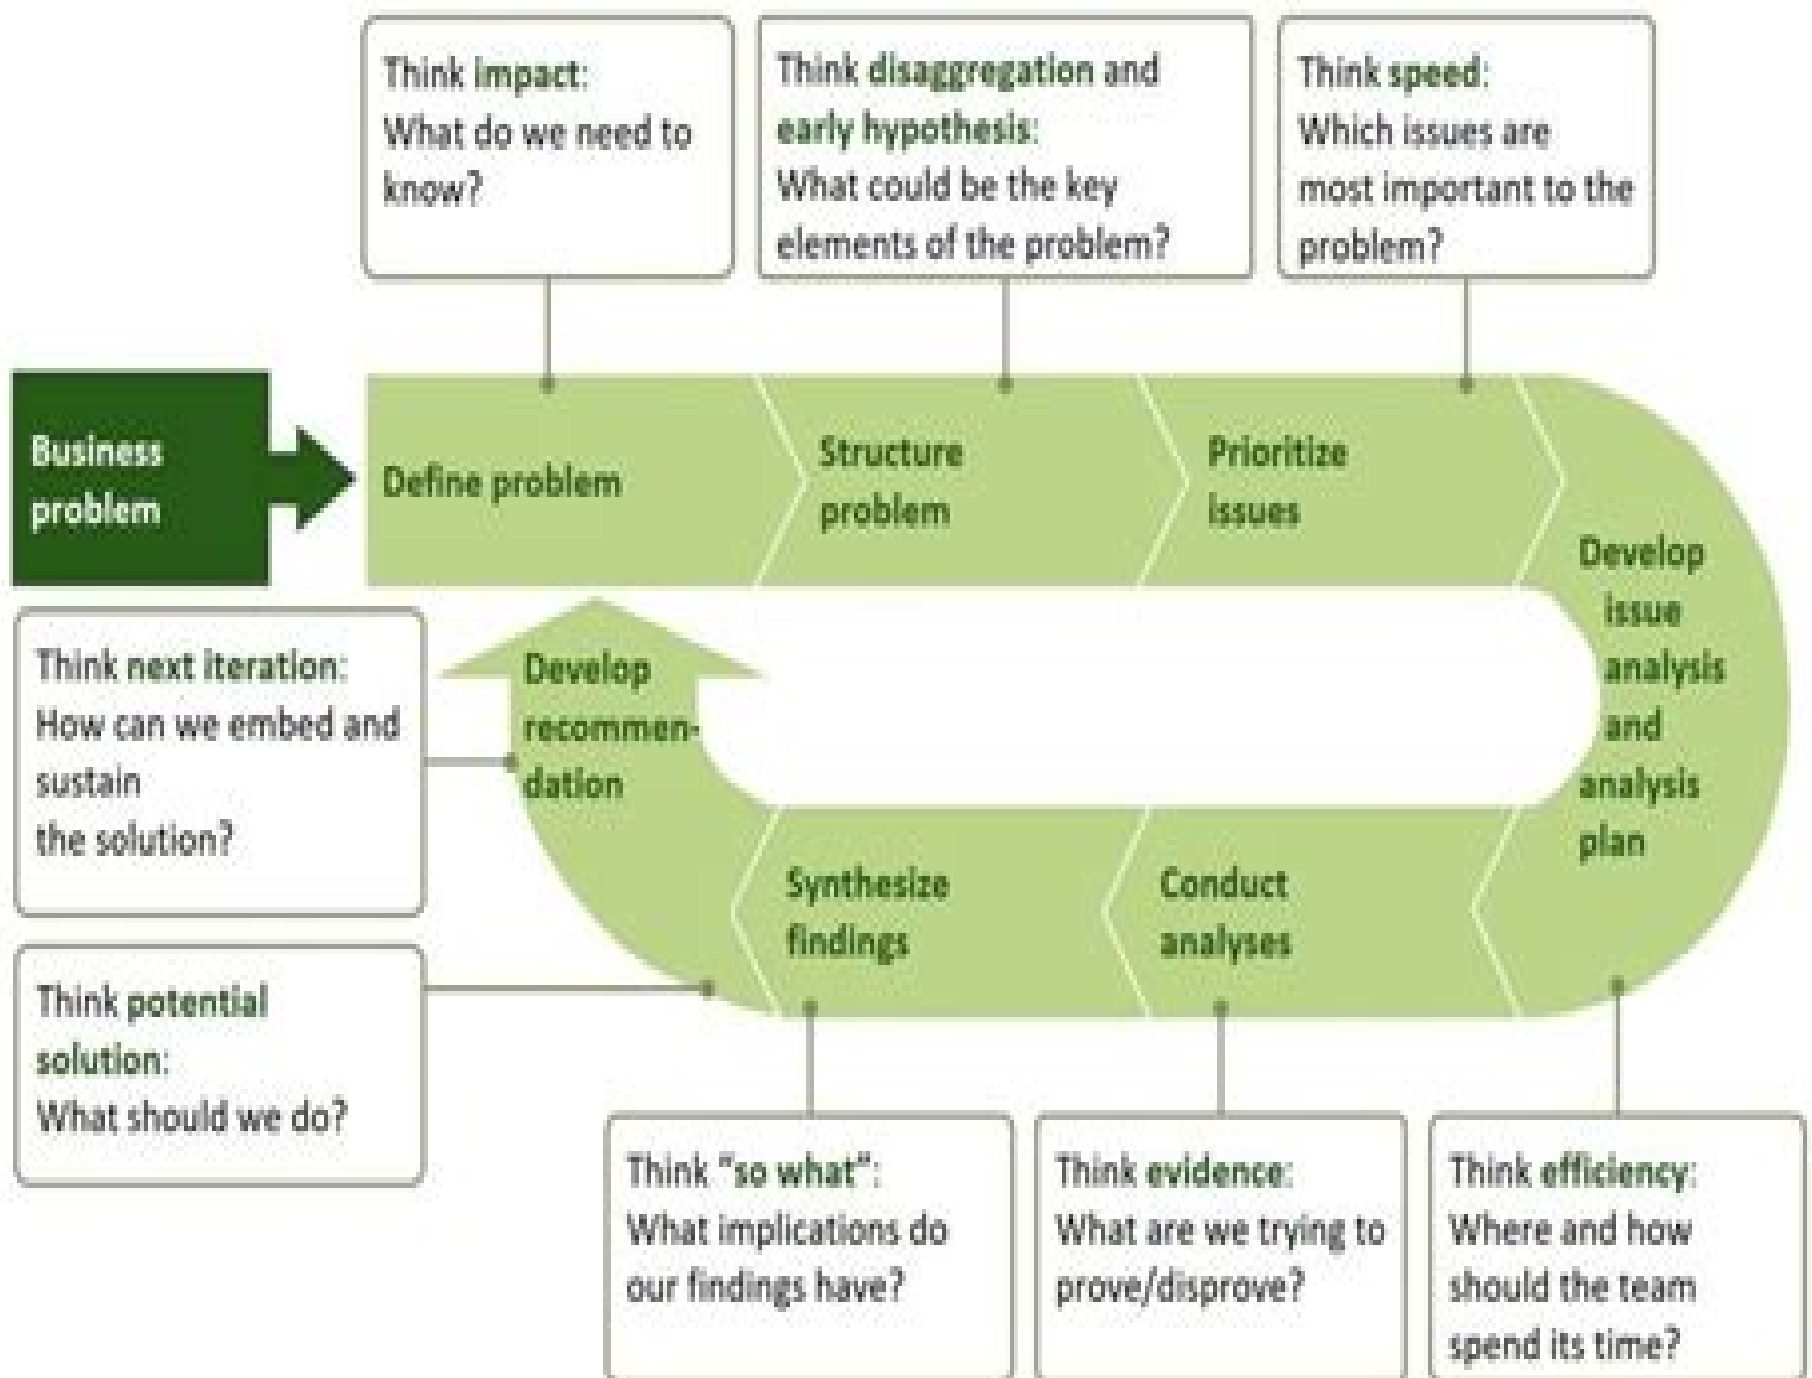 Think impact:
What do we need to
know?
Think disaggregation and
early hypothesis:
What could be the key
elements of the problem?
Think speed:
Which issues are
most important to the
problem?
Business
problem
Define problem
Structure
problem
Prioritize
issues
Develop
issue
analysis
and
analysis
plan
Conduct
analyses
Synthesize
findings
Develop
recommen-
dation
Think next iteration:
How can we embed and
sustain
the solution?
Think potential
solution:
What should we do?
Think "so what":
What implications do
our findings have?
Think evidence:
What are we trying to
prove/disprove?
Think efficiency:
Where and how
should the team
spend its time?